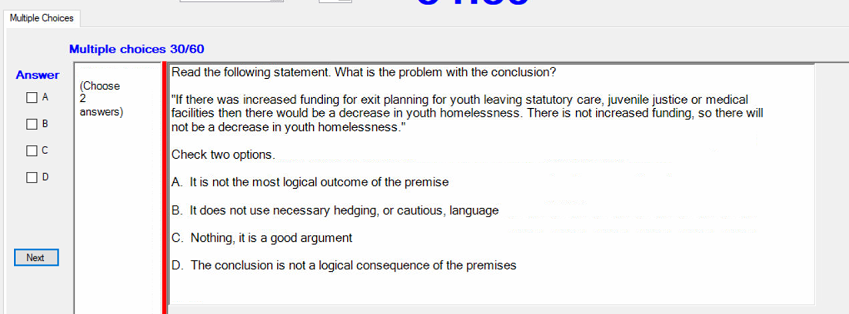 Multiple Choices
Multiple choices 30/60
Answer
A
B
C
D
Next
(Choose
2
answers)
Read the following statement. What is the problem with the conclusion?
"If there was increased funding for exit planning for youth leaving statutory care, juvenile justice or medical
facilities then there would be a decrease in youth homelessness. There is not increased funding, so there will
not be a decrease in youth homelessness."
Check two options.
A. It is not the most logical outcome of the premise
B. It does not use necessary hedging, or cautious, language
C. Nothing, it is a good argument
D. The conclusion is not a logical consequence of the premises